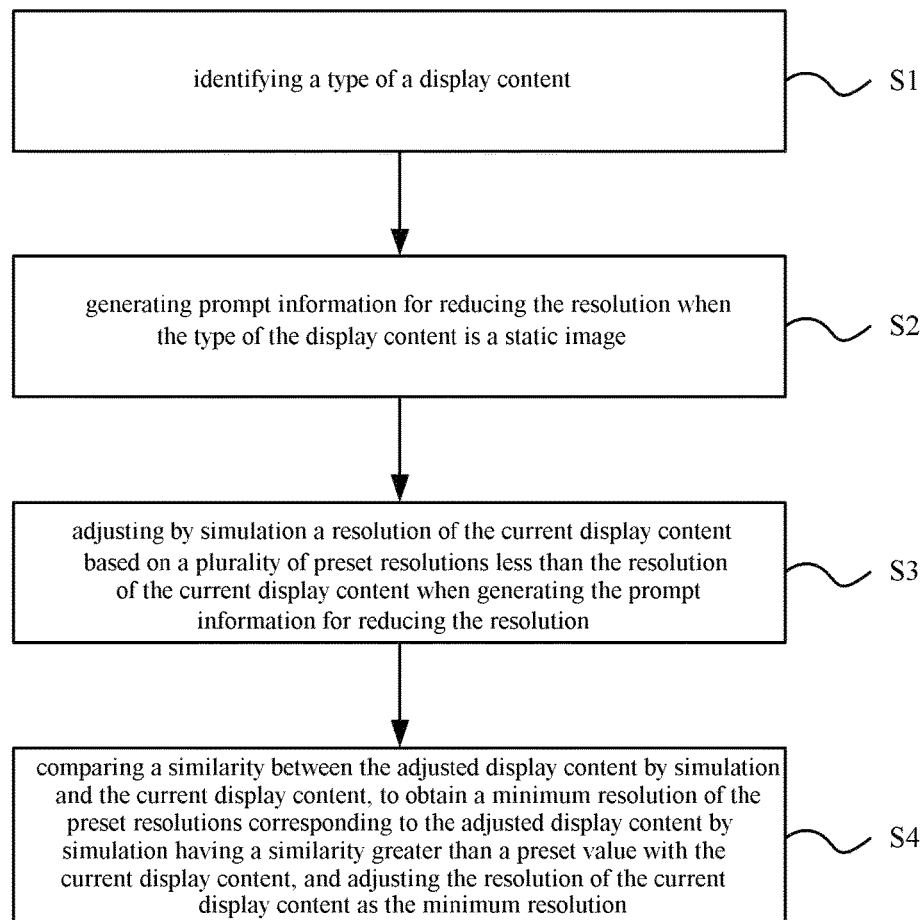 identifying a type of a display content
S1
generating prompt information for reducing the resolution when
the type of the display content is a static image
S2
adjusting by simulation a resolution of the current display content
based on a plurality of preset resolutions less than the resolution
of the current display content when generating the prompt
information for reducing the resolution
S3
comparing a similarity between the adjusted display content by simulation
and the current display content, to obtain a minimum resolution of the
preset resolutions corresponding to the adjusted display content by
simulation having a similarity greater than a preset value with the
current display content, and adjusting the resolution of the current
display content as the minimum resolution
S4